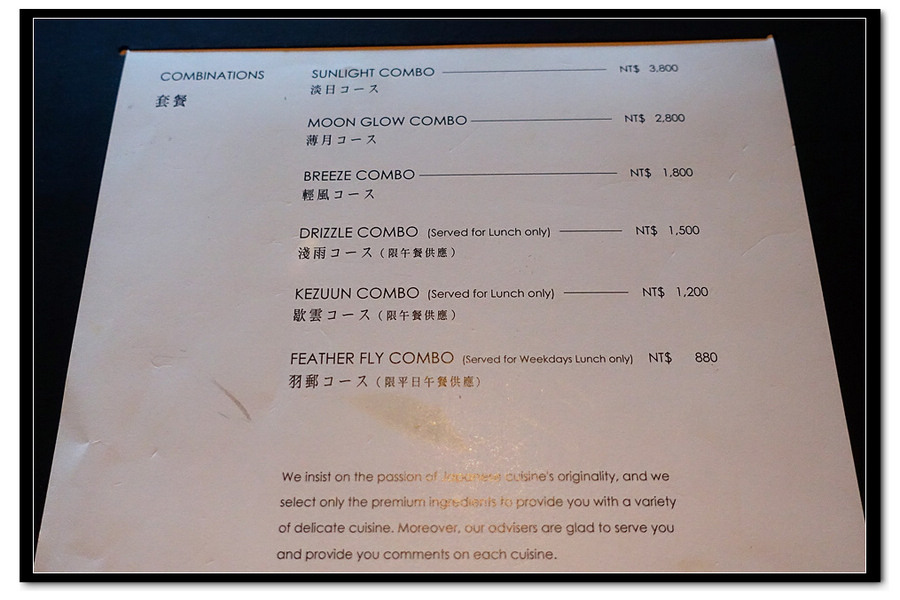 COMBINATIONS
套餐
SUNLIGHT COMBO NT$ 3,800
淡日コース
MOON GLOW COMBO NT$ 2,800
薄月コース
BREEZE COMBO NT$ 1,800
輕風コース
DRIZZLE COMBO (Served for Lunch only) NT$ 1,500
淺雨コース（限午餐供應）
KEZUUN COMBO (Served for Lunch only) NT$ 1,200
歇雲コース（限午餐供應）
FEATHER FLY COMBO (Served for Weekdays Lunch only) NT$ 880
羽郵コース（限平日午餐供應）
We insist on the passion of Japanese cuisine's originality, and we
select only the premium ingredients to provide you with a variety
of delicate cuisine. Moreover, our advisers are glad to serve you
and provide you comments on each cuisine.